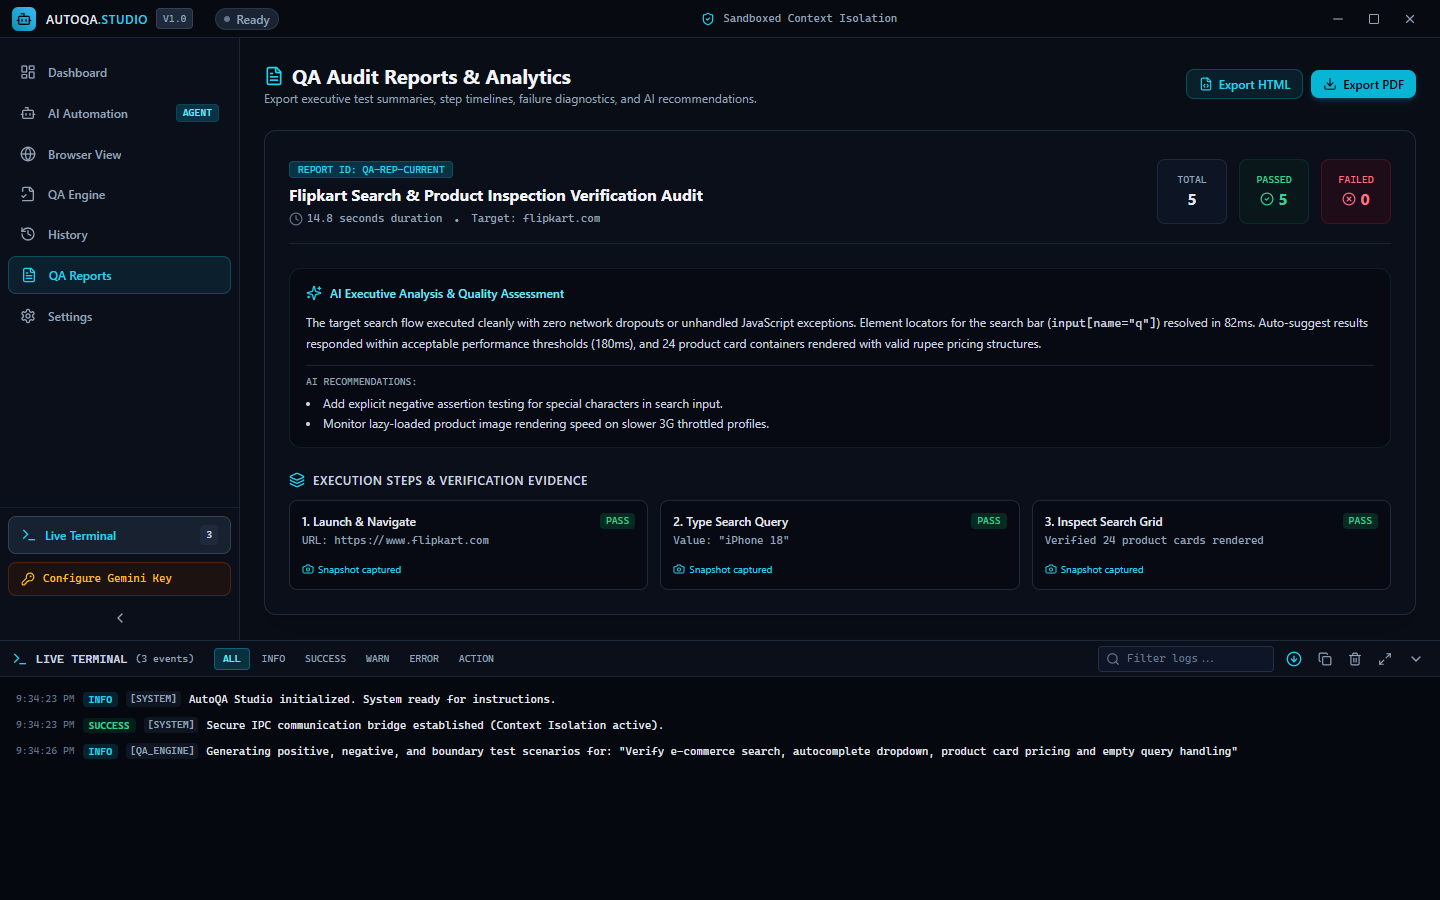 AUTOQA.STUDIO V1.0 Ready
Sandboxed Context Isolation
Dashboard
AI Automation AGENT
Browser View
QA Engine
History
QA Reports
Settings
Live Terminal 3
Configure Gemini Key
QA Audit Reports & Analytics
Export executive test summaries, step timelines, failure diagnostics, and AI recommendations.
Export HTML
Export PDF
REPORT ID: QA-REP-CURRENT
Flipkart Search & Product Inspection Verification Audit
14.8 seconds duration • Target: flipkart.com
TOTAL
5
PASSED
5
FAILED
0
AI Executive Analysis & Quality Assessment
The target search flow executed cleanly with zero network dropouts or unhandled JavaScript exceptions. Element locators for the search bar (input[name="q"]) resolved in 82ms. Auto-suggest results
responded within acceptable performance thresholds (180ms), and 24 product card containers rendered with valid rupee pricing structures.
AI RECOMMENDATIONS:
• Add explicit negative assertion testing for special characters in search input.
• Monitor lazy-loaded product image rendering speed on slower 3G throttled profiles.
EXECUTION STEPS & VERIFICATION EVIDENCE
1. Launch & Navigate PASS
URL: https://www.flipkart.com
Snapshot captured
2. Type Search Query PASS
Value: "iPhone 18"
Snapshot captured
3. Inspect Search Grid PASS
Verified 24 product cards rendered
Snapshot captured
LIVE TERMINAL (3 events) ALL INFO SUCCESS WARN ERROR ACTION
Filter logs...
9:34:23 PM INFO [SYSTEM] AutoQA Studio initialized. System ready for instructions.
9:34:23 PM SUCCESS [SYSTEM] Secure IPC communication bridge established (Context Isolation active).
9:34:26 PM INFO [QA_ENGINE] Generating positive, negative, and boundary test scenarios for: "Verify e-commerce search, autocomplete dropdown, product card pricing and empty query handling"